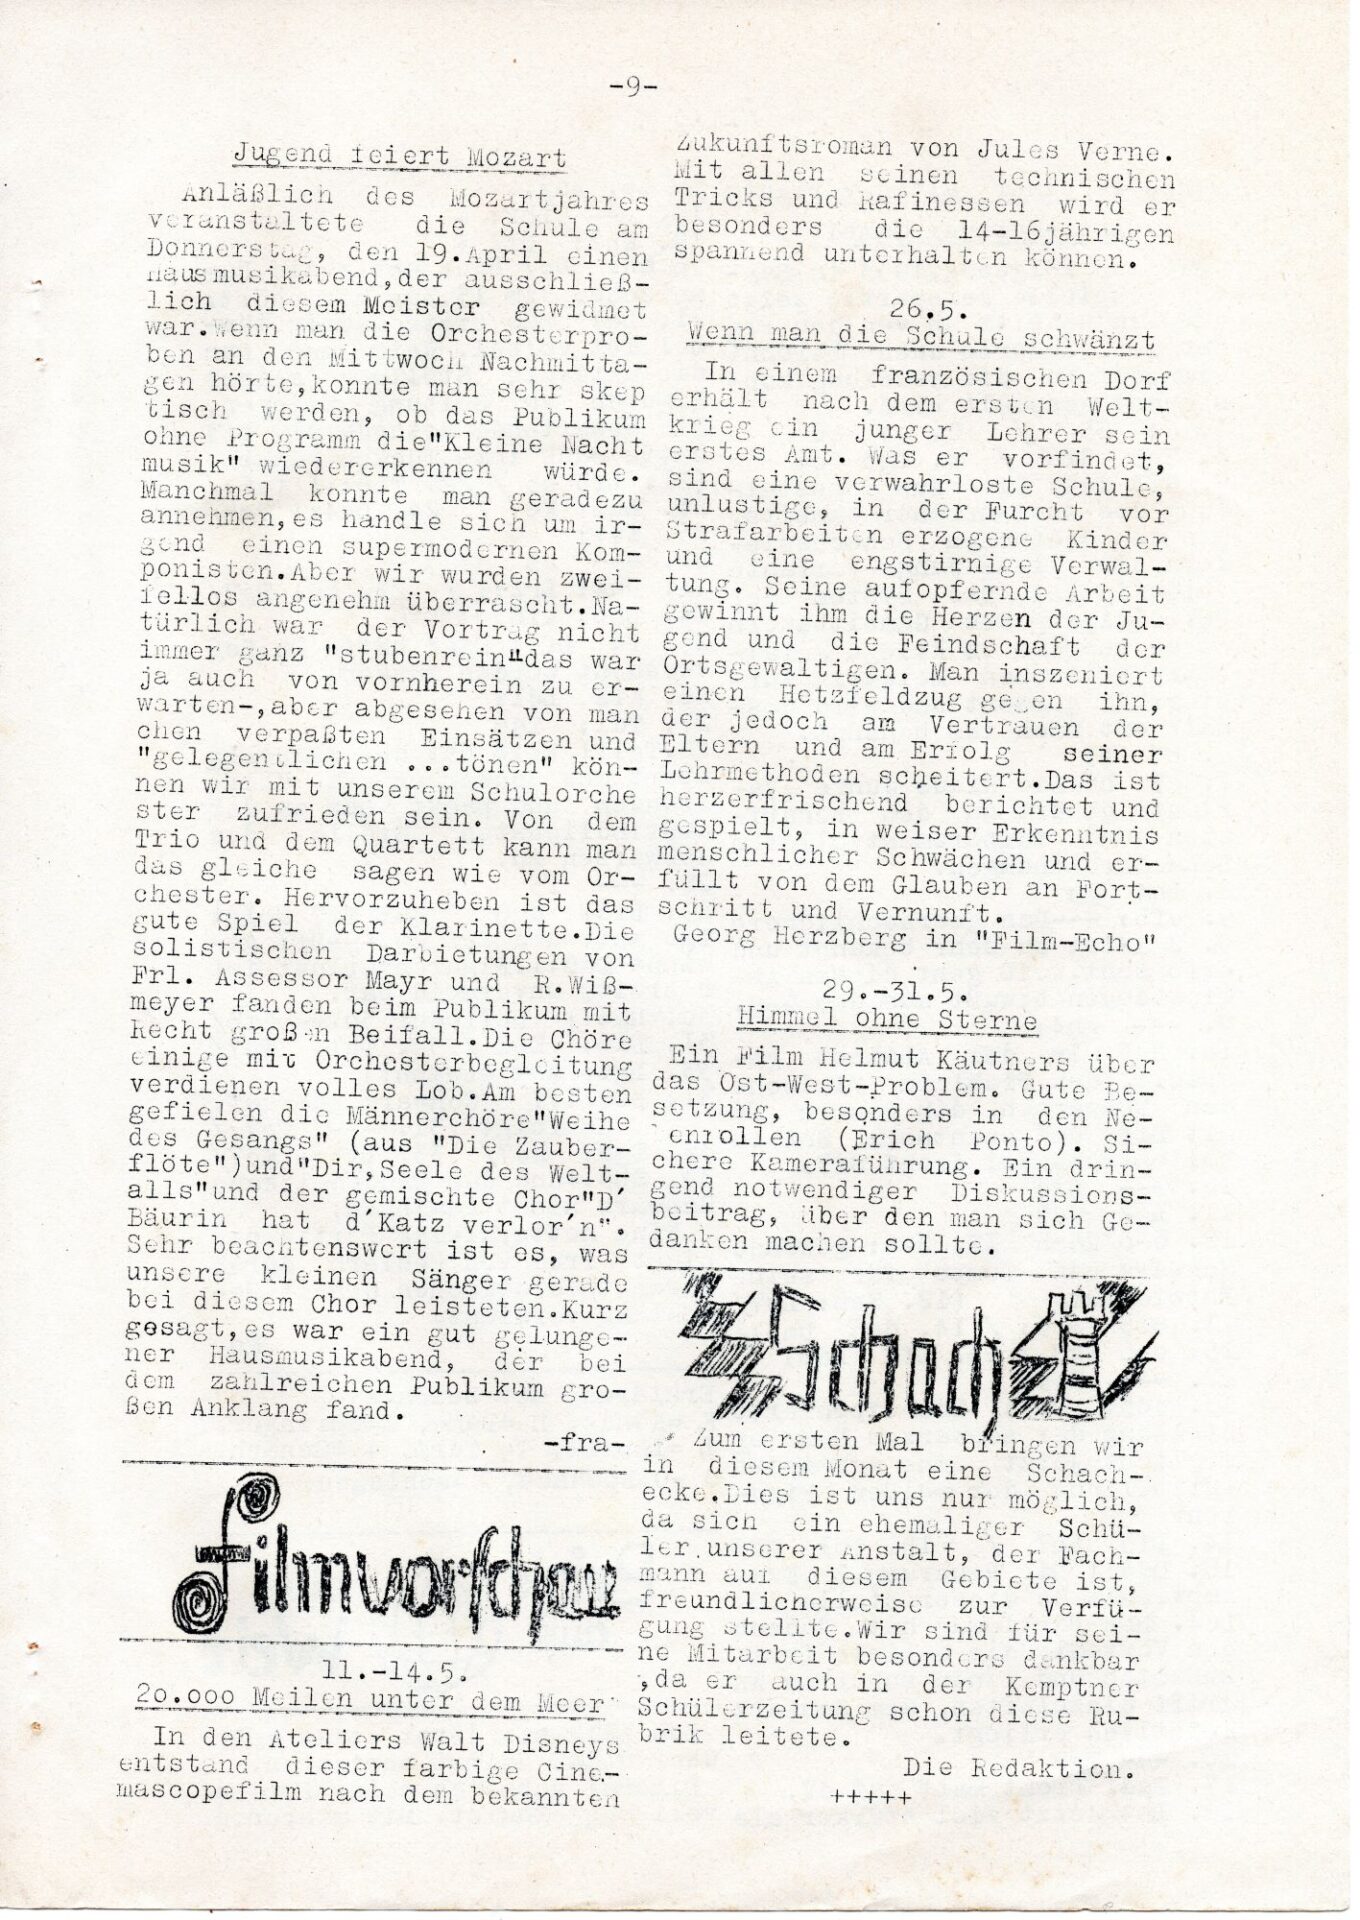 -9-
Jugend feiert Mozart
Anläßlich des Mozartjahres
veranstaltete die Schule am
Donnerstag, den 19.April einen
Hausmusikabend,der ausschließ-
lich diesem Meister gewidmet
war.Wenn man die Orchesterpro-
ben an den Mittwoch Nachmitta-
gen hörte,konnte man sehr skep
tisch werden, ob das Publikum
ohne Programm die"Kleine Nacht
musik" wiedererkennen würde.
Manchmal konnte man geradezu
annehmen,es handle sich um ir-
gend einen supermodernen Kom-
ponisten.Aber wir wurden zwei-
fellos angenehm überrascht.Na-
türlich war der Vortrag nicht
immer ganz "stubenrein"-das war
ja auch von vornherein zu er-
warten-,aber abgesehen von man
chen verpaßten Einsätzen und
"gelegentlichen ...tönen" kön-
nen wir mit unserem Schulorche
ster zufrieden sein. Von dem
Trio und dem Quartett kann man
das gleiche sagen wie vom Or-
chester. Hervorzuheben ist das
gute Spiel der Klarinette.Die
solistischen Darbietungen von
Frl. Assessor Mayr und R.Wiß-
meyer fanden beim Publikum mit
Recht großen Beifall.Die Chöre
einige mit Orchesterbegleitung
verdienen volles Lob.Am besten
gefielen die Männerchöre"Weihe
des Gesangs" (aus "Die Zauber-
flöte")und"Dir,Seele des Welt-
alls"und der gemischte Chor"D'
Bäurin hat d'Katz verlor'n".
Sehr beachtenswert ist es, was
unsere kleinen Sänger gerade
bei diesem Chor leisteten.Kurz
gesagt,es war ein gut gelunge-
ner Hausmusikabend, der bei
dem zahlreichen Publikum gro-
ßen Anklang fand.
-fra-
Filmvorschau
11.-14.5.
20.000 Meilen unter dem Meer
In den Ateliers Walt Disneys
entstand dieser farbige Cine-
mascopefilm nach dem bekannten
Zukunftsroman von Jules Verne.
Mit allen seinen technischen
Tricks und Rafinessen wird er
besonders die 14-16jährigen
spannend unterhalten können.
26.5.
Wenn man die Schule schwänzt
In einem französischen Dorf
erhält nach dem ersten Welt-
krieg ein junger Lehrer sein
erstes Amt. Was er vorfindet,
sind eine verwahrloste Schule,
unlustige, in der Furcht vor
Strafarbeiten erzogene Kinder
und eine engstirnige Verwal-
tung. Seine aufopfernde Arbeit
gewinnt ihm die Herzen der Ju-
gend und die Feindschaft der
Ortsgewaltigen. Man inszeniert
einen Hetzfeldzug gegen ihn,
der jedoch am Vertrauen der
Eltern und am Erfolg seiner
Lehrmethoden scheitert.Das ist
herzerfrischend berichtet und
gespielt, in weiser Erkenntnis
menschlicher Schwächen und er-
füllt von dem Glauben an Fort-
schritt und Vernunft.
Georg Herzberg in "Film-Echo"
29.-31.5.
Himmel ohne Sterne
Ein Film Helmut Käutners über
das Ost-West-Problem. Gute Be-
setzung, besonders in den Ne-
benrollen (Erich Ponto). Si-
chere Kameraführung. Ein drin-
gend notwendiger Diskussions-
beitrag, über den man sich Ge-
danken machen sollte.
Schach
Zum ersten Mal bringen wir
in diesem Monat eine Schach-
ecke.Dies ist uns nur möglich,
da sich ein ehemaliger Schü-
ler unserer Anstalt, der Fach-
mann auf diesem Gebiete ist,
freundlicherweise zur Verfü-
gung stellte.Wir sind für sei-
ne Mitarbeit besonders dankbar
,da er auch in der Kemptner
Schülerzeitung schon diese Ru-
brik leitete.
Die Redaktion.
+++++